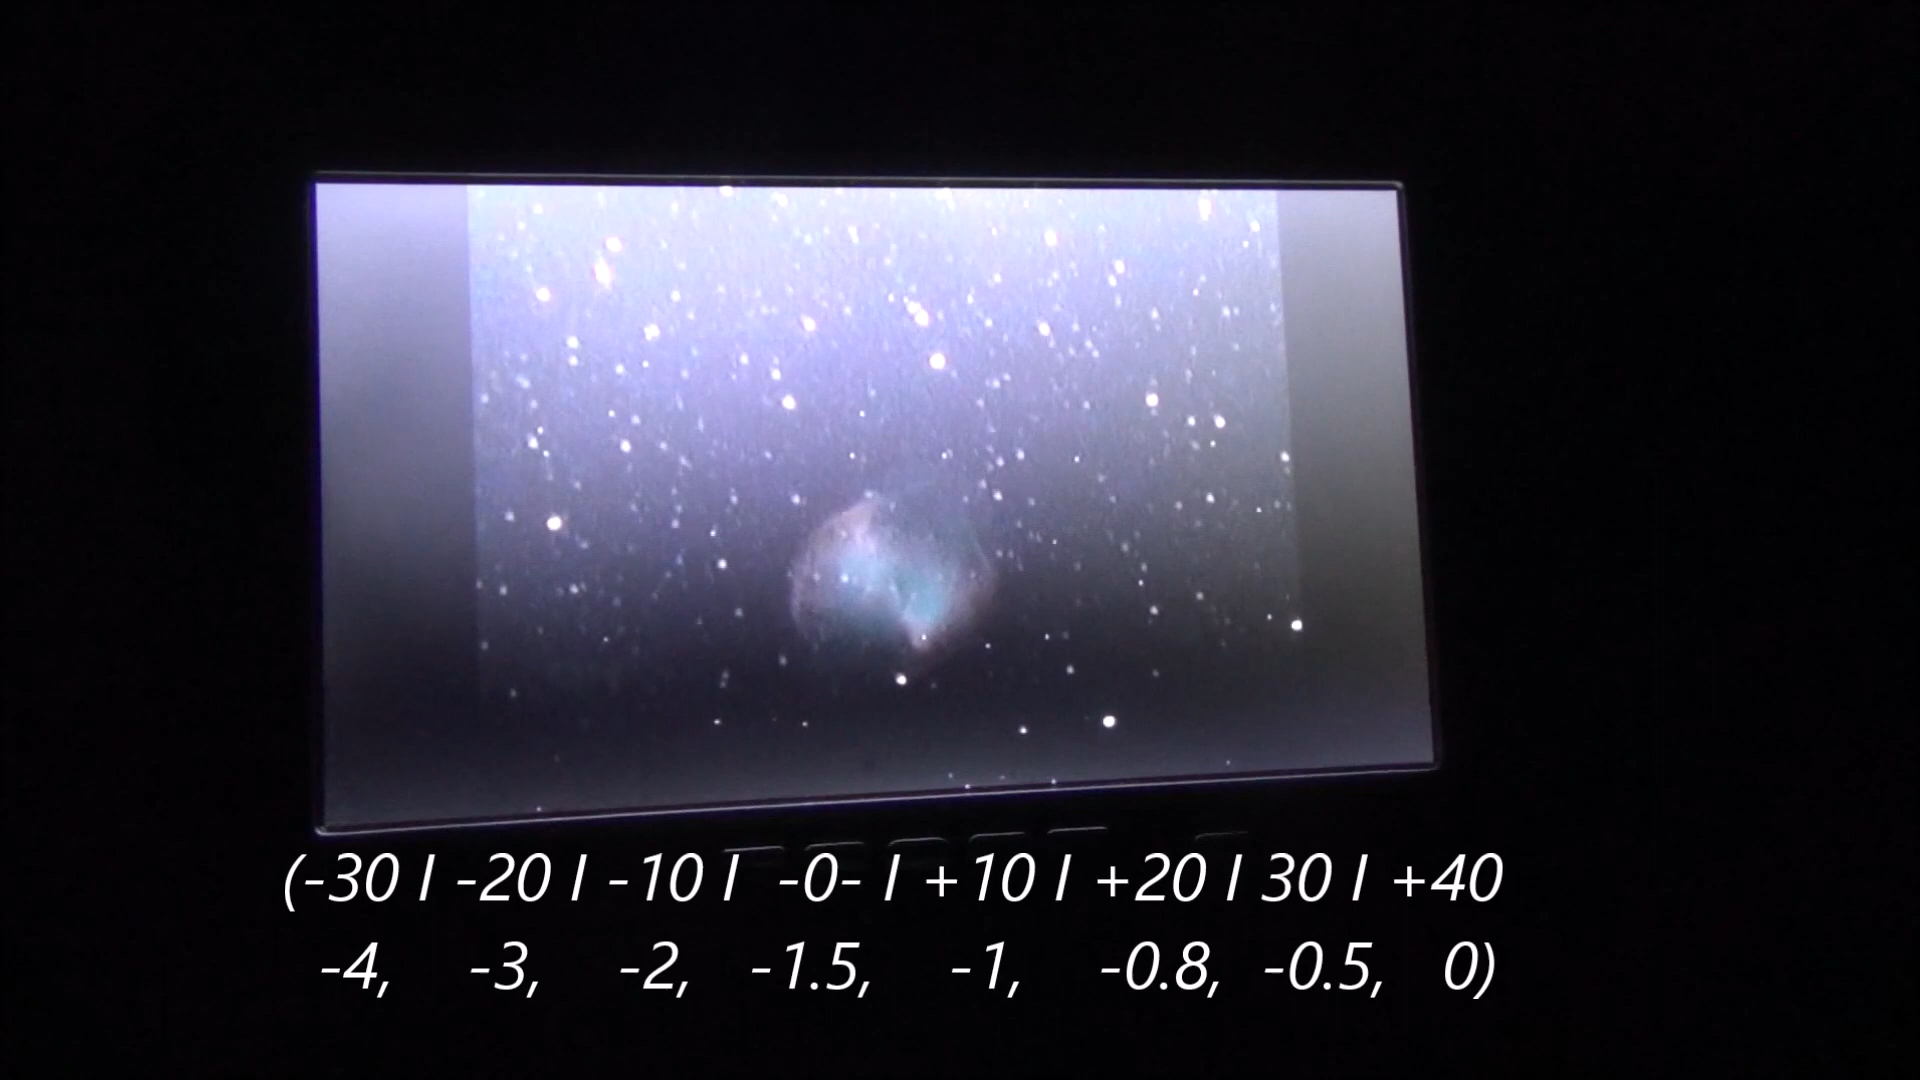 (-30 I -20 I -10 I -0- I +10 I +20 I 30 I +40
-4, -3, -2, -1.5, -1, -0.8, -0.5, 0)